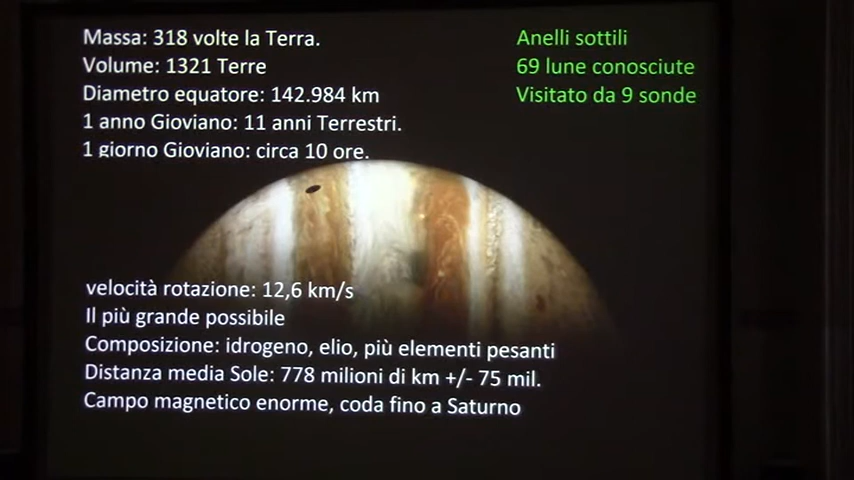 Massa: 318 volte la Terra.
Volume: 1321 Terre
Diametro equatore: 142.984 km
1 anno Gioviano: 11 anni Terrestri.
1 giorno Gioviano: circa 10 ore.
Anelli sottili
69 lune conosciute
Visitato da 9 sonde
velocità rotazione: 12,6 km/s
Il più grande possibile
Composizione: idrogeno, elio, più elementi pesanti
Distanza media Sole: 778 milioni di km +/- 75 mil.
Campo magnetico enorme, coda fino a Saturno